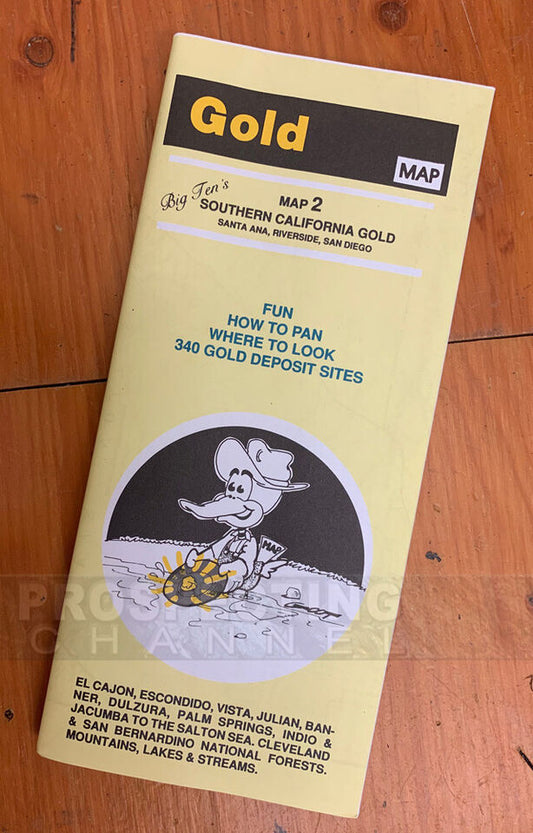 Gold
MAP
Big Ten's
MAP 2
SOUTHERN CALIFORNIA GOLD
SANTA ANA, RIVERSIDE, SAN DIEGO
FUN
HOW TO PAN
WHERE TO LOOK
340 GOLD DEPOSIT SITES
MAP
PROSPECTING
CHANNEL
EL CAJON, ESCONDIDO, VISTA, JULIAN, BAN-
NER, DULZURA, PALM SPRINGS, INDIO &
JACUMBA TO THE SALTON SEA. CLEVELAND
& SAN BERNARDINO NATIONAL FORESTS.
MOUNTAINS, LAKES & STREAMS.